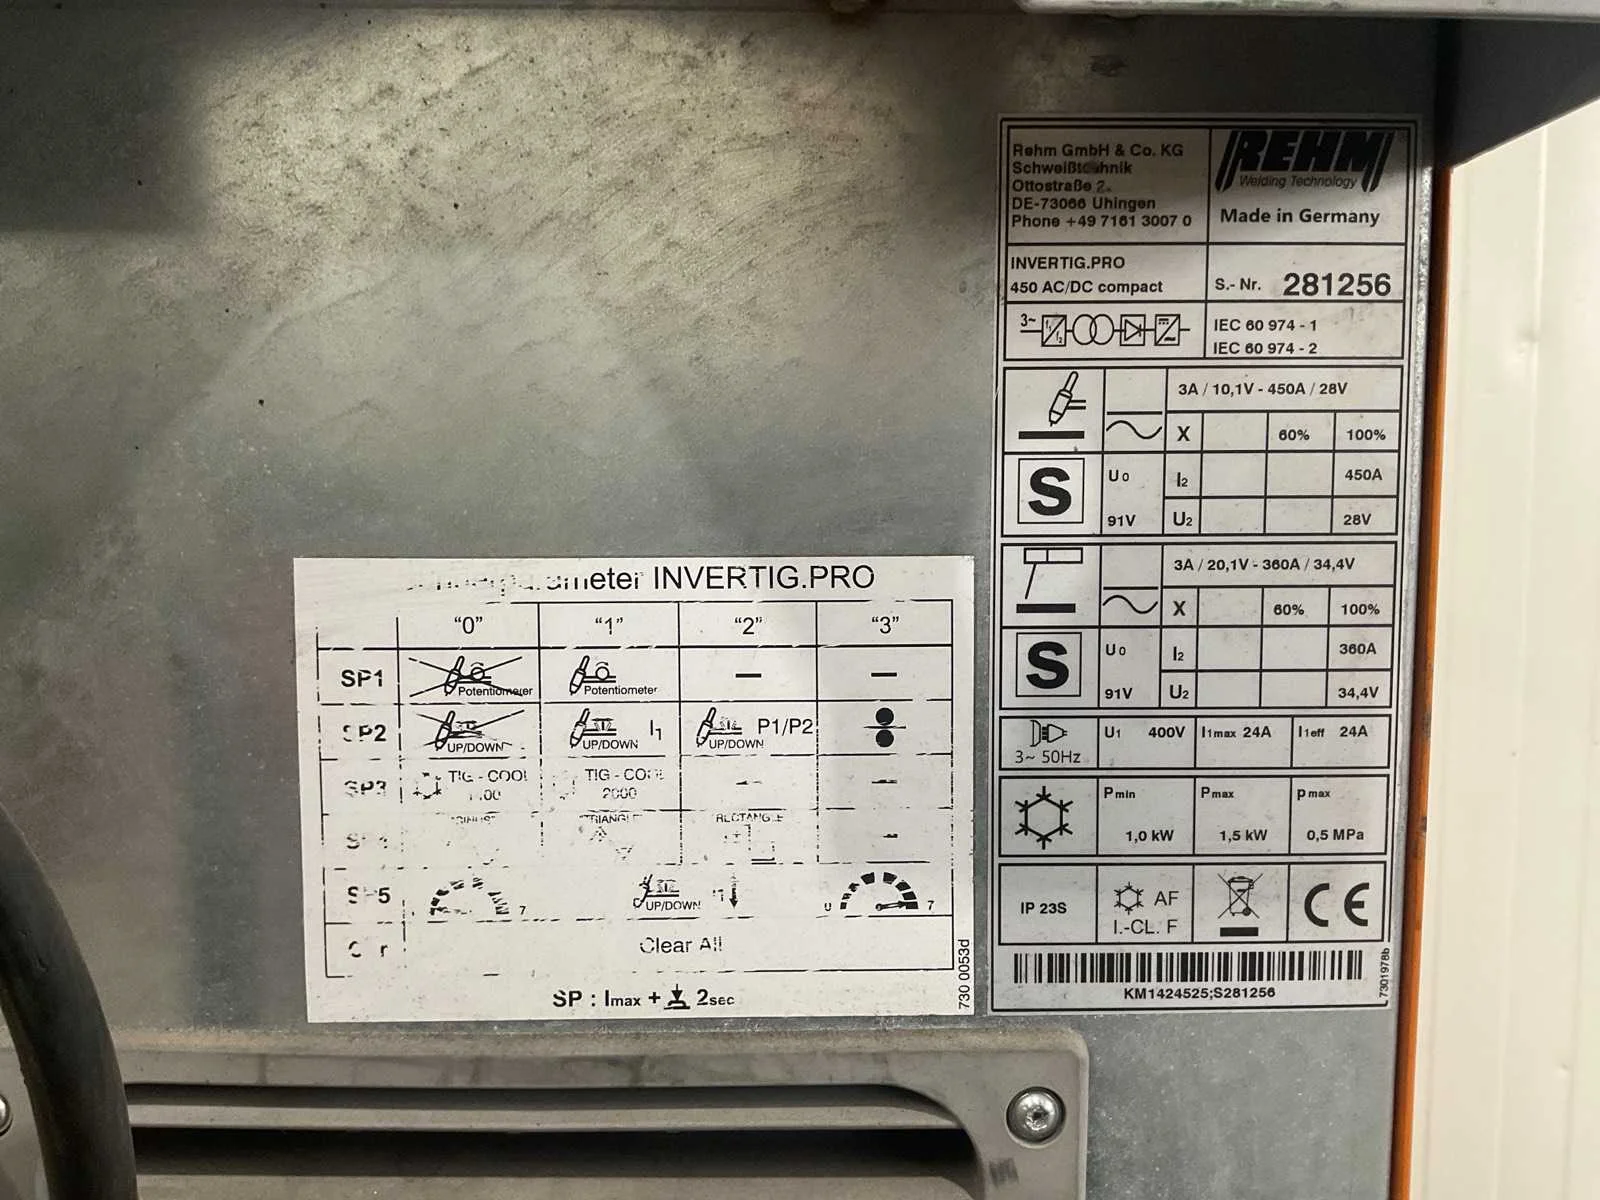 Rehm GmbH & Co. KG
Ottostraße 2
DE-73066 Uhingen
Phone +49 7161 3007 0
REHM
Welding Technology
Made in Germany
INVERTIG.PRO
450 AC/DC compact
S.- Nr. 281256
3~ f1 f2
IEC 60 974 - 1
IEC 60 974 - 2
3A / 10,1V - 450A / 28V
X 60% 100%
S U0 I2 450A
91V U2 28V
3A / 20,1V - 360A / 34,4V
X 60% 100%
S U0 I2 360A
91V U2 34,4V
3~ 50Hz U1 400V I1max 24A I1eff 24A
Pmin Pmax pmax
1,0 kW 1,5 kW 0,5 MPa
IP 23S AF
I.-CL. F
CE
KM1424525;S281256
7301978b
INVERTIG.PRO
"0" "1" "2" "3"
SP1 Potentiometer Potentiometer — —
SP2 UP/DOWN UP/DOWN I1 UP/DOWN P1/P2
SP3 TIG - COOL TIG - COOL
2000
TRIANGLE RECTANGLE
SP5 7 UP/DOWN 0 7
Clear All
SP : Imax + 2sec
730 0053d